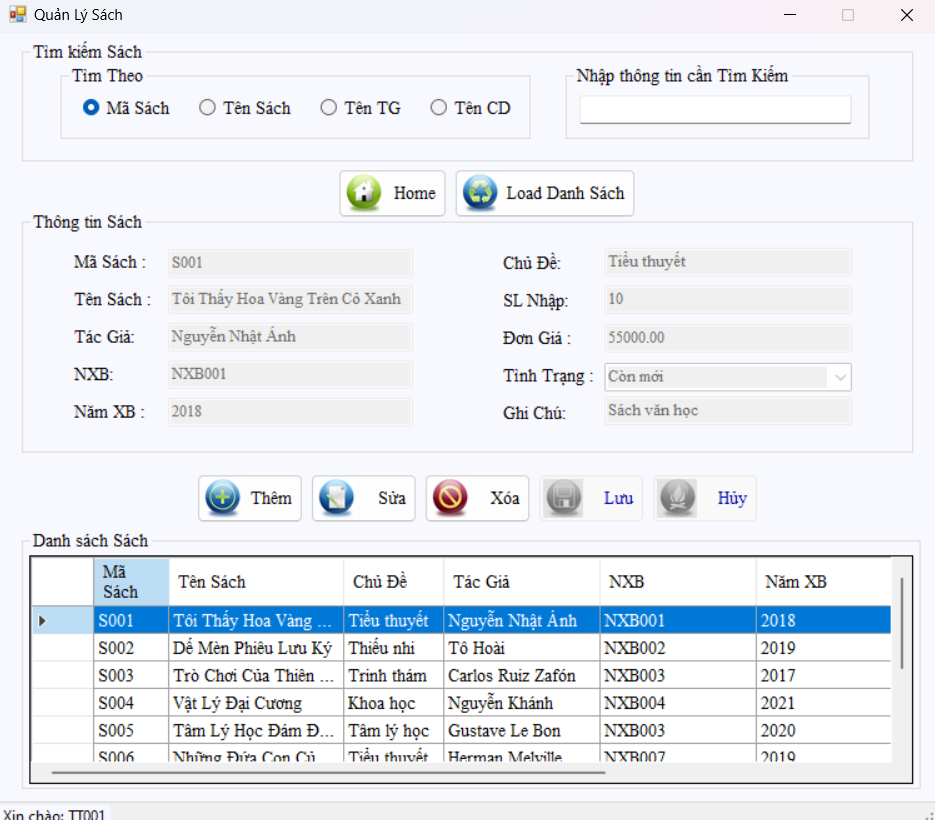 Quản Lý Sách
Tìm kiếm Sách
Tìm Theo
Nhập thông tin cần Tìm Kiếm
Mã Sách Tên Sách Tên TG Tên CD
Home Load Danh Sách
Thông tin Sách
Mã Sách : S001 Chủ Đề: Tiểu thuyết
Tên Sách : Tôi Thấy Hoa Vàng Trên Cỏ Xanh SL Nhập: 10
Tác Giả: Nguyễn Nhật Ánh Đơn Giá : 55000.00
NXB: NXB001 Tình Trạng : Còn mới
Năm XB : 2018 Ghi Chú: Sách văn học
Thêm Sửa Xóa Lưu Hủy
Danh sách Sách
Mã Sách Tên Sách Chủ Đề Tác Giả NXB Năm XB
S001 Tôi Thấy Hoa Vàng ... Tiểu thuyết Nguyễn Nhật Ánh NXB001 2018
S002 Dế Mèn Phiêu Lưu Ký Thiếu nhi Tô Hoài NXB002 2019
S003 Trò Chơi Của Thiên ... Trinh thám Carlos Ruiz Zafón NXB003 2017
S004 Vật Lý Đại Cương Khoa học Nguyễn Khánh NXB004 2021
S005 Tâm Lý Học Đám Đ... Tâm lý học Gustave Le Bon NXB003 2020
S006 Những Đứa Con Củ... Tiểu thuyết Herman Melville NXB007 2019
Xin chào: TT001